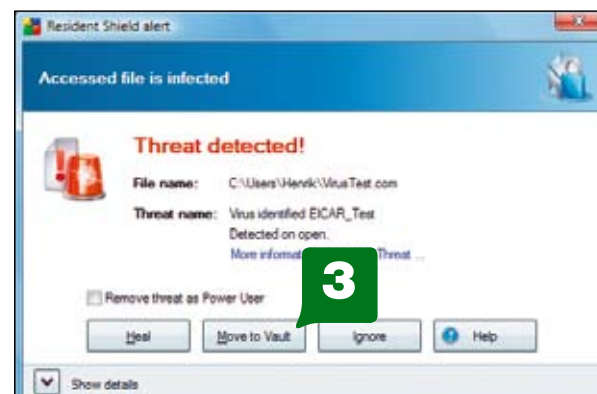 Resident Shield alert
Accessed file is infected
Threat detected!
File name: C:\Users\Henrik\VirusTest.com
Threat name: Virus identified EICAR_Test
Detected on open.
More Threat ...
3
Remove threat as Power User
Heal Move to Vault Ignore Help
Show details